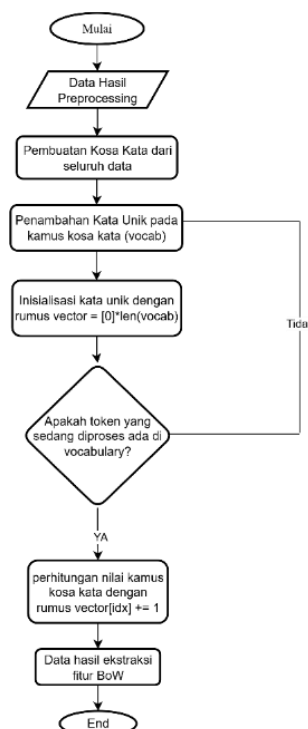 Mulai
Data Hasil
Preprocessing
Pembuatan Kosa Kata dari
seluruh data
Penambahan Kata Unik pada
kamus kosa kata (vocab)
Inisialisasi kata unik dengan
rumus vector = [0]*len(vocab)
Tida
Apakah token yang
sedang diproses ada di
vocabulary?
YA
perhitungan nilai kamus
kosa kata dengan
rumus vector[idx] += 1
Data hasil ekstraksi
fitur BoW
End